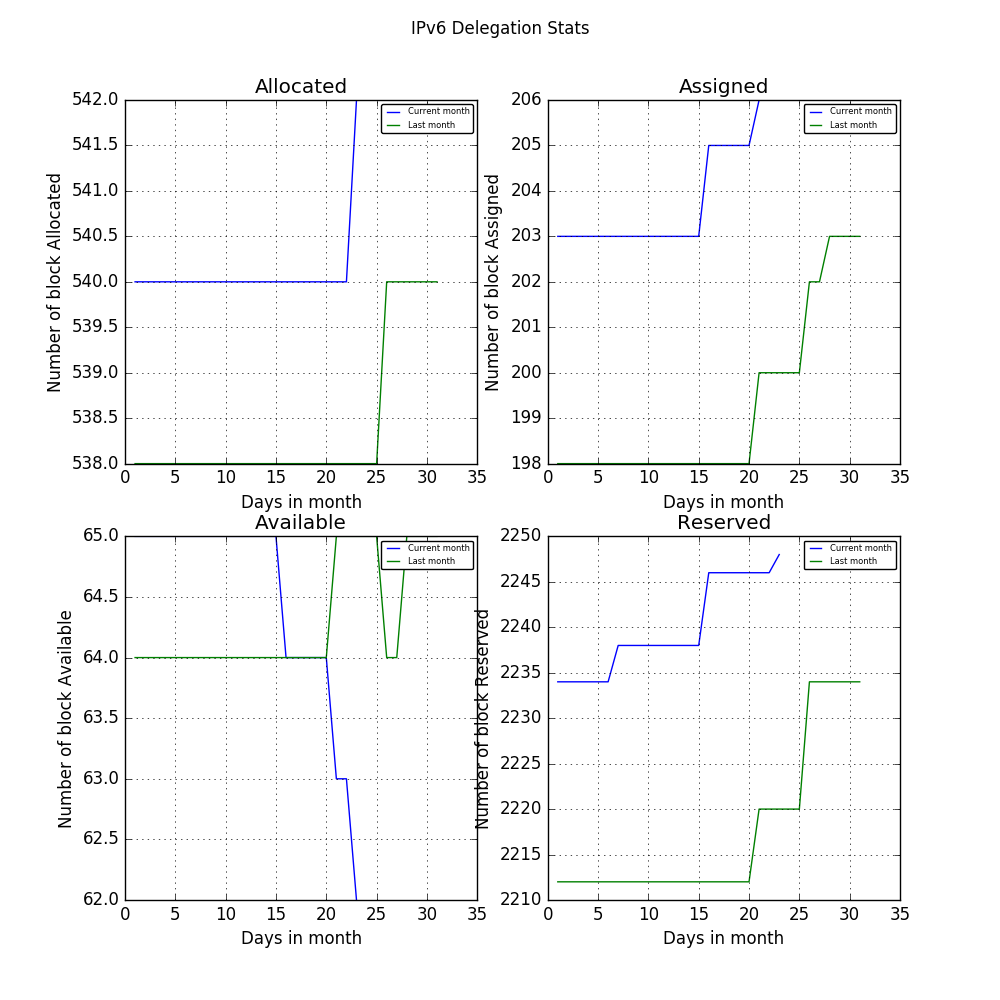 IPv6 Delegation Stats
Allocated
542.0
541.5
541.0
540.5
540.0
539.5
539.0
538.5
538.0
0 5 10 15 20 25 30 35
Number of block Allocated
Days in month
Current month
Last month
Assigned
206
205
204
203
202
201
200
199
198
0 5 10 15 20 25 30 35
Number of block Assigned
Days in month
Current month
Last month
Available
65.0
64.5
64.0
63.5
63.0
62.5
62.0
0 5 10 15 20 25 30 35
Number of block Available
Days in month
Current month
Last month
Reserved
2250
2245
2240
2235
2230
2225
2220
2215
2210
0 5 10 15 20 25 30 35
Number of block Reserved
Days in month
Current month
Last month